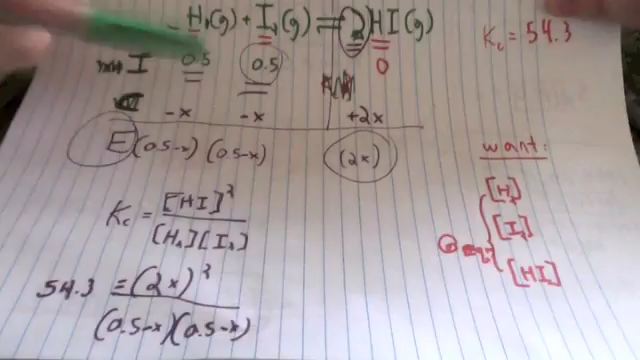 H₂(g) + I₂(g) ⇌ 2HI(g)
Kc = 54.3
I 0.5 0.5 0
-x -x +2x
E (0.5-x) (0.5-x) (2x)
want:
[H₂]
[I₂]
[HI]
Kc = [HI]²
[H₂][I₂]
54.3 = (2x)²
(0.5-x)(0.5-x)